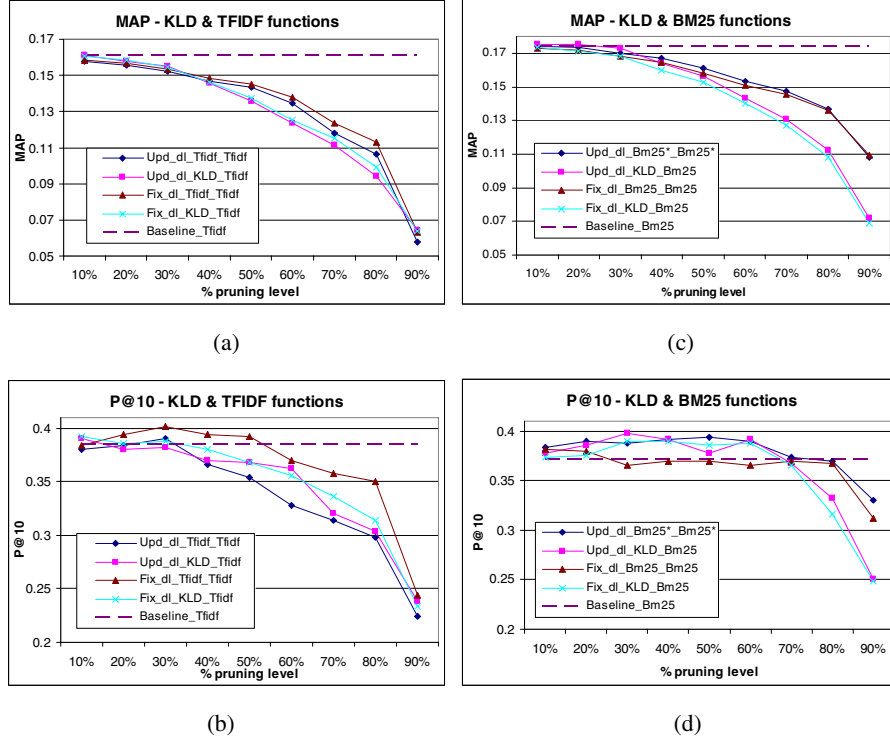 MAP - KLD & TFIDF functions
0.17
0.15
0.13
0.11
0.09
0.07
0.05
MAP
Upd_dl_Tfidf_Tfidf
Upd_dl_KLD_Tfidf
Fix_dl_Tfidf_Tfidf
Fix_dl_KLD_Tfidf
Baseline_Tfidf
10% 20% 30% 40% 50% 60% 70% 80% 90%
% pruning level
(a)
MAP - KLD & BM25 functions
0.17
0.15
0.13
0.11
0.09
0.07
0.05
MAP
Upd_dl_Bm25*_Bm25*
Upd_dl_KLD_Bm25
Fix_dl_Bm25_Bm25
Fix_dl_KLD_Bm25
Baseline_Bm25
10% 20% 30% 40% 50% 60% 70% 80% 90%
% pruning level
(c)
P@10 - KLD & TFIDF functions
0.4
0.35
0.3
0.25
0.2
P@10
Upd_dl_Tfidf_Tfidf
Upd_dl_KLD_Tfidf
Fix_dl_Tfidf_Tfidf
Fix_dl_KLD_Tfidf
Baseline_Tfidf
10% 20% 30% 40% 50% 60% 70% 80% 90%
% pruning level
(b)
P@10 - KLD & BM25 functions
0.4
0.35
0.3
0.25
0.2
P@10
Upd_dl_Bm25*_Bm25*
Upd_dl_KLD_Bm25
Fix_dl_Bm25_Bm25
Fix_dl_KLD_Bm25
Baseline_Bm25
10% 20% 30% 40% 50% 60% 70% 80% 90%
% pruning level
(d)